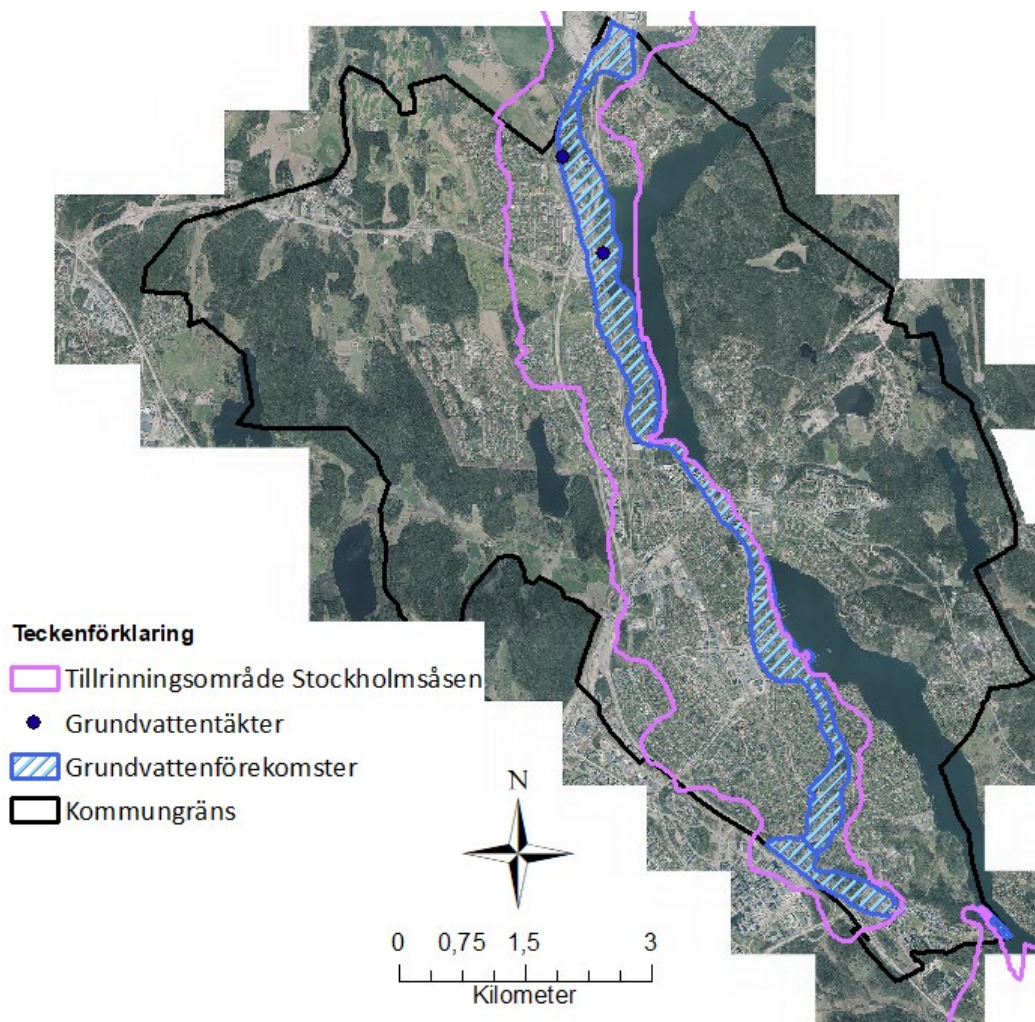 Teckenförklaring
Tillrinningsområde Stockholmsåsen
Grundvattentäkter
Grundvattenförekomster
Kommungräns
N
0 0,75 1,5 3
Kilometer